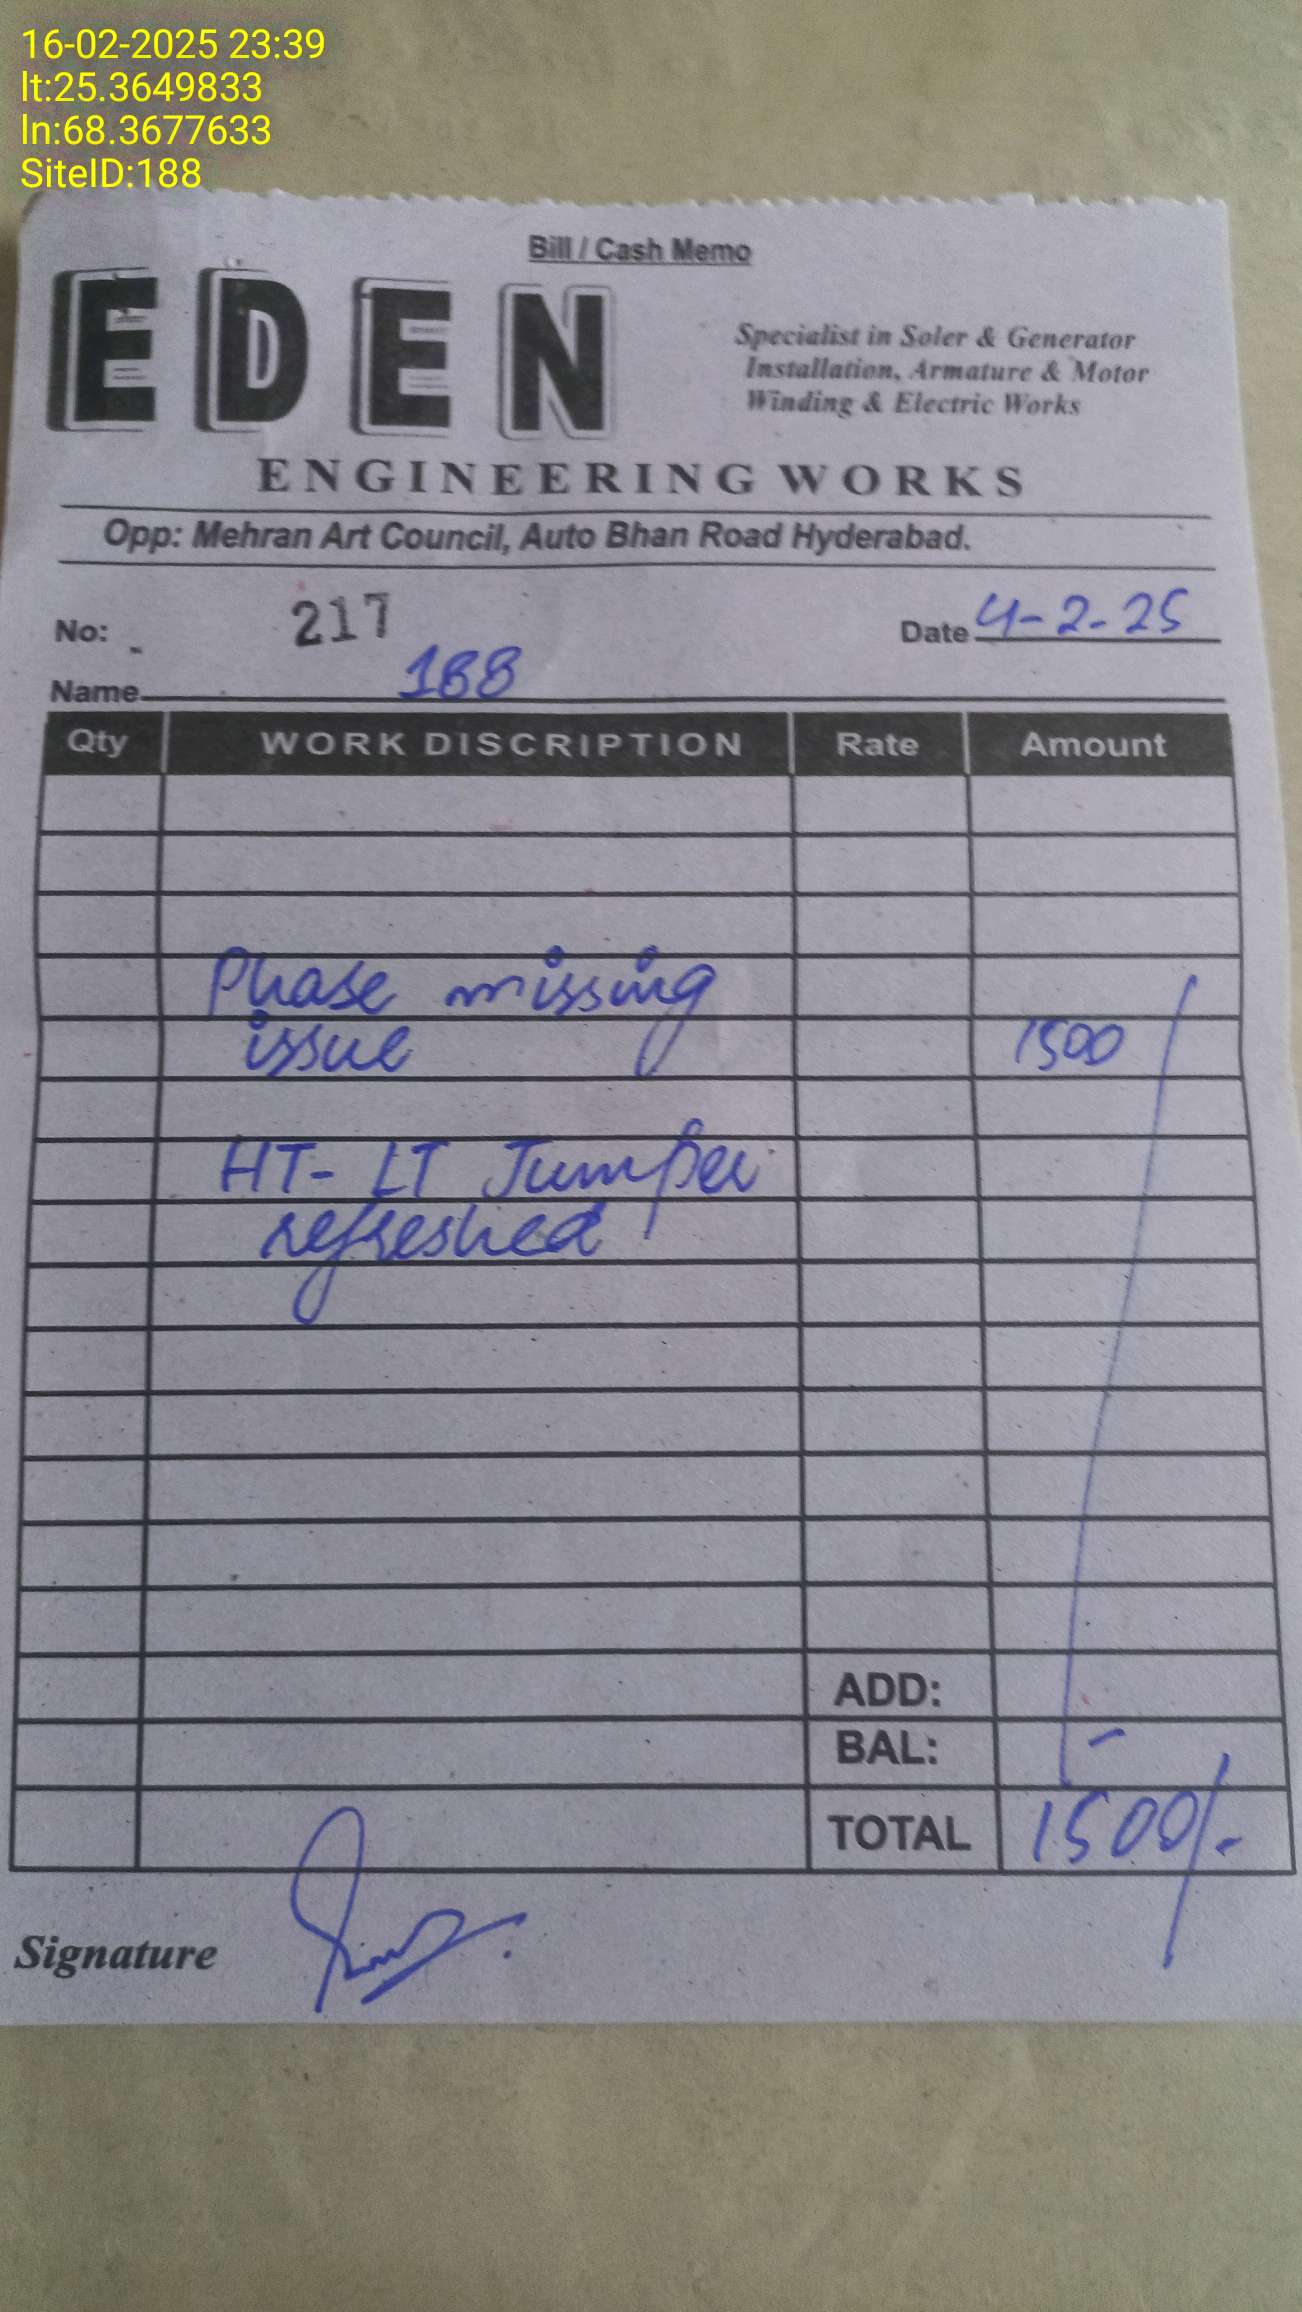 16-02-2025 23:39
lt:25.3649833
ln:68.3677633
SiteID:188
Bill / Cash Memo
EDEN
Specialist in Soler & Generator
Installation, Armature & Motor
Winding & Electric Works
ENGINEERING WORKS
Opp: Mehran Art Council, Auto Bhan Road Hyderabad.
No: 217 Date 4-2-25
Name 188
Qty WORK DISCRIPTION Rate Amount
Phase missing
issue 1500
HT- LT Jumper
refreshed
ADD:
BAL: -
TOTAL 1500/-
Signature